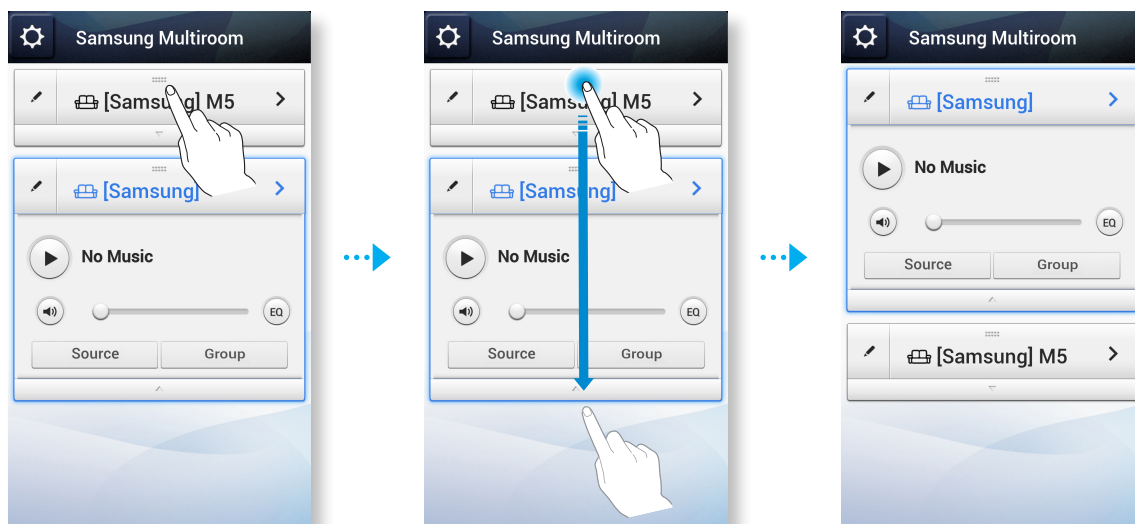 Samsung Multiroom
[Samsung] M5
[Samsung]
No Music
EQ
Source Group
Samsung Multiroom
[Samsung] M5
[Samsung]
No Music
EQ
Source Group
Samsung Multiroom
[Samsung]
No Music
EQ
Source Group
[Samsung] M5